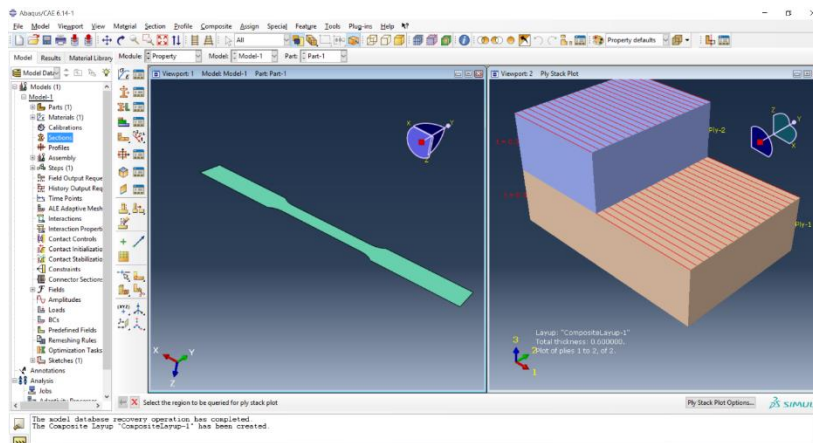 Abaqus/CAE 6.14-1
File Model Viewport View Material Section Profile Composite Assign Special Feature Tools Plug-ins Help
All
Property defaults
Model Results Material Library Module: Property Model: Model-1 Part: Part-1
Viewport: 1 Model: Model-1 Part: Part-1
Viewport: 2 Ply Stack Plot
Models (1)
Model-1
Parts (1)
Materials (1)
Calibrations
Sections
Profiles
Assembly
Steps (1)
Field Output Reque
History Output Req
Time Points
ALE Adaptive Mesh
Interactions
Interaction Properti
Contact Controls
Contact Initializatio
Contact Stabilizatio
Constraints
Connector Sections
Fields
Amplitudes
Loads
BCs
Predefined Fields
Remeshing Rules
Optimization Tasks
Sketches (1)
Annotations
Analysis
Jobs
X Y Z
X Y Z
Ply-2
Ply-1
Z Y X
Layup: "CompositeLayup-1"
Total thickness: 0.600000.
Plot of plies 1 to 2, of 2.
3 2 1
Select the region to be queried for ply stack plot
Ply Stack Plot Options...
The model database recovery operation has completed.
The Composite Layup "CompositeLayup-1" has been created.